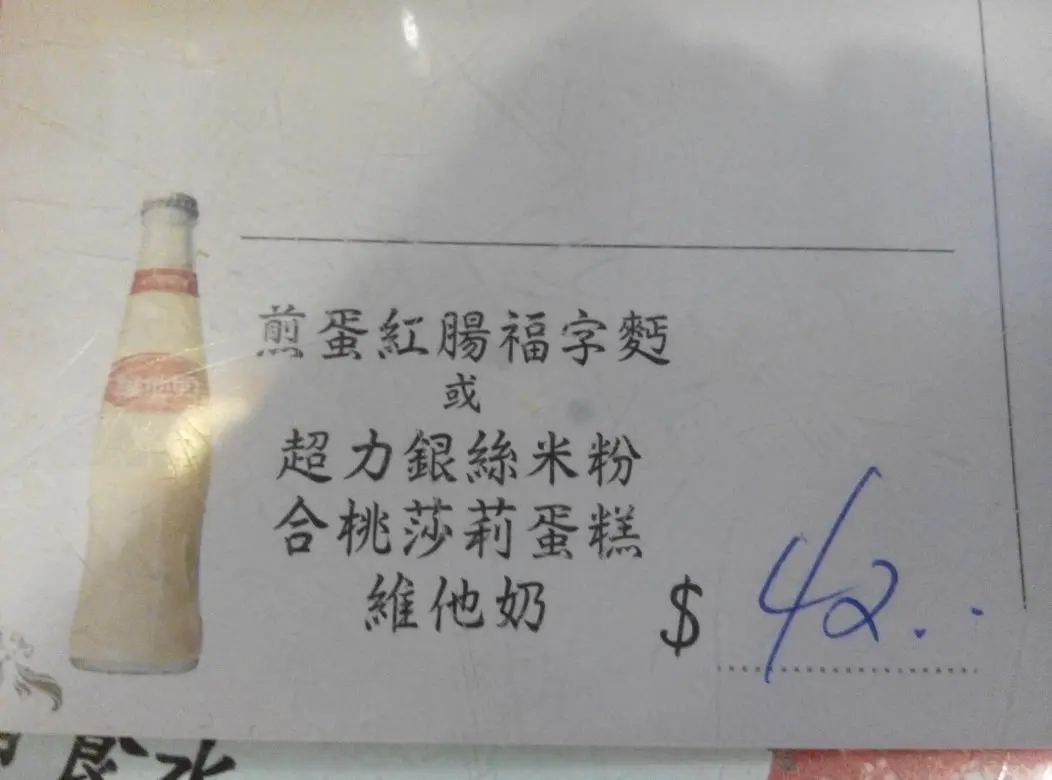 煎蛋紅腸福字麪
或
超力銀絲米粉
合桃莎莉蛋糕
維他奶
$ 42..